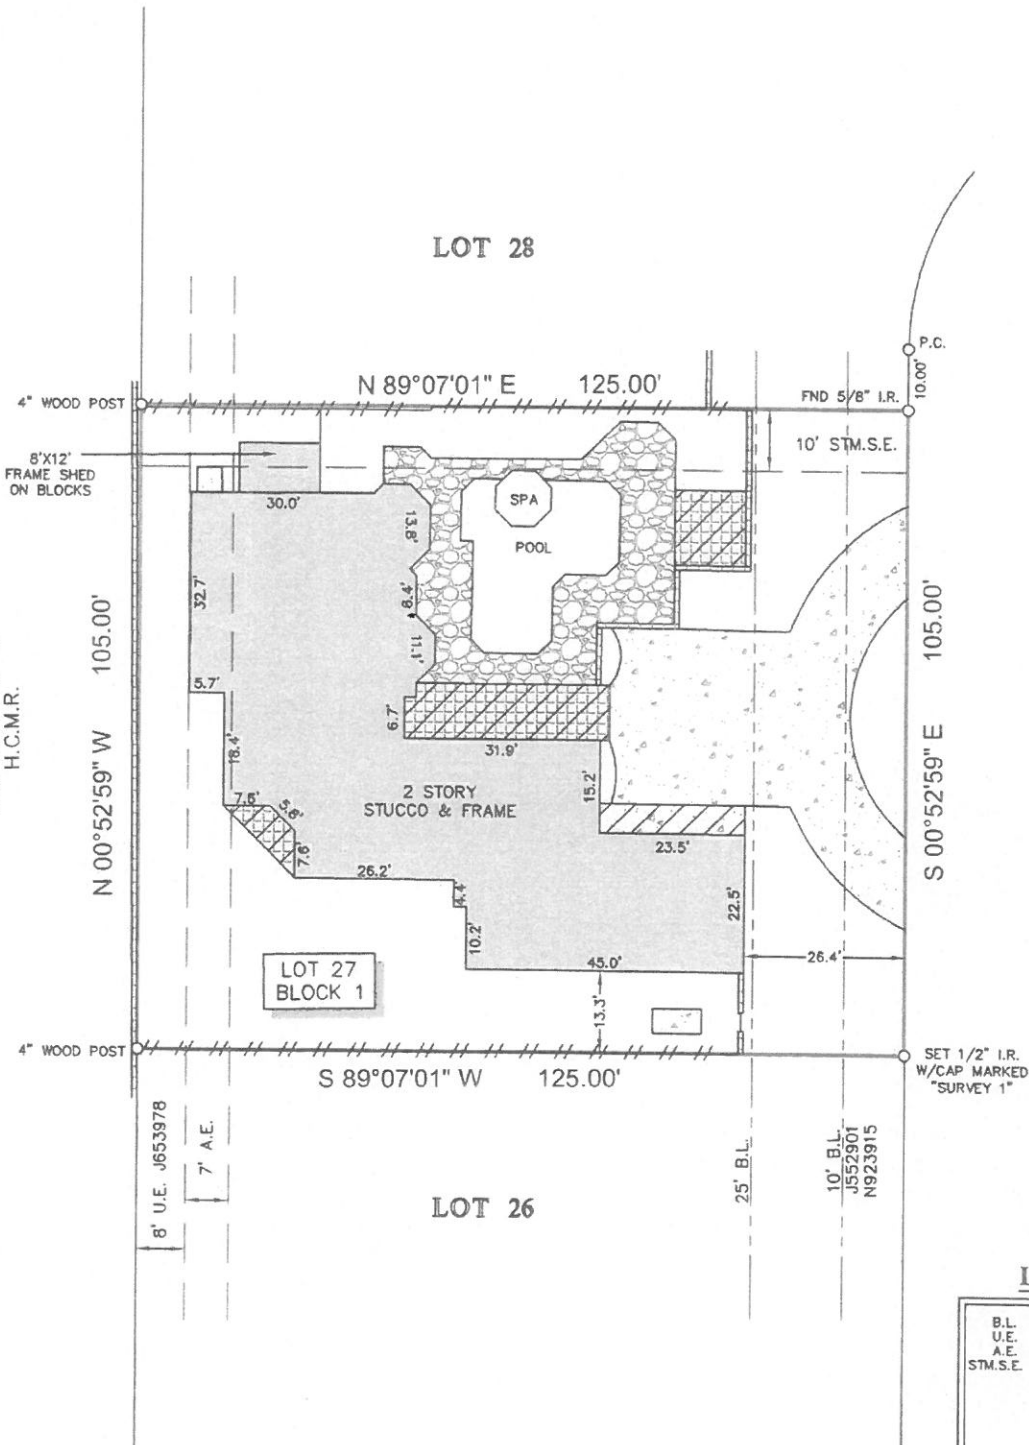 LOT 28
P.C.
10.00'
N 89°07'01" E 125.00'
4" WOOD POST
FND 5/8" I.R.
10' STM.S.E.
8'X12'
FRAME SHED
ON BLOCKS
30.0'
SPA
POOL
13.8'
8.4'
11.1'
32.7'
5.7'
6.7'
31.9'
18.4'
15.2'
2 STORY
STUCCO & FRAME
7.6'
5.8'
7.6'
26.2'
4.4'
10.2'
23.5'
22.5'
45.0'
26.4'
13.3'
H.C.M.R.
N 00°52'59" W 105.00'
S 00°52'59" E 105.00'
LOT 27
BLOCK 1
4" WOOD POST
S 89°07'01" W 125.00'
SET 1/2" I.R.
W/CAP MARKED
"SURVEY 1"
8' U.E. J653978
7' A.E.
25' B.L.
10' B.L.
J552901
N923915
LOT 26
B.L.
U.E.
A.E.
STM.S.E.